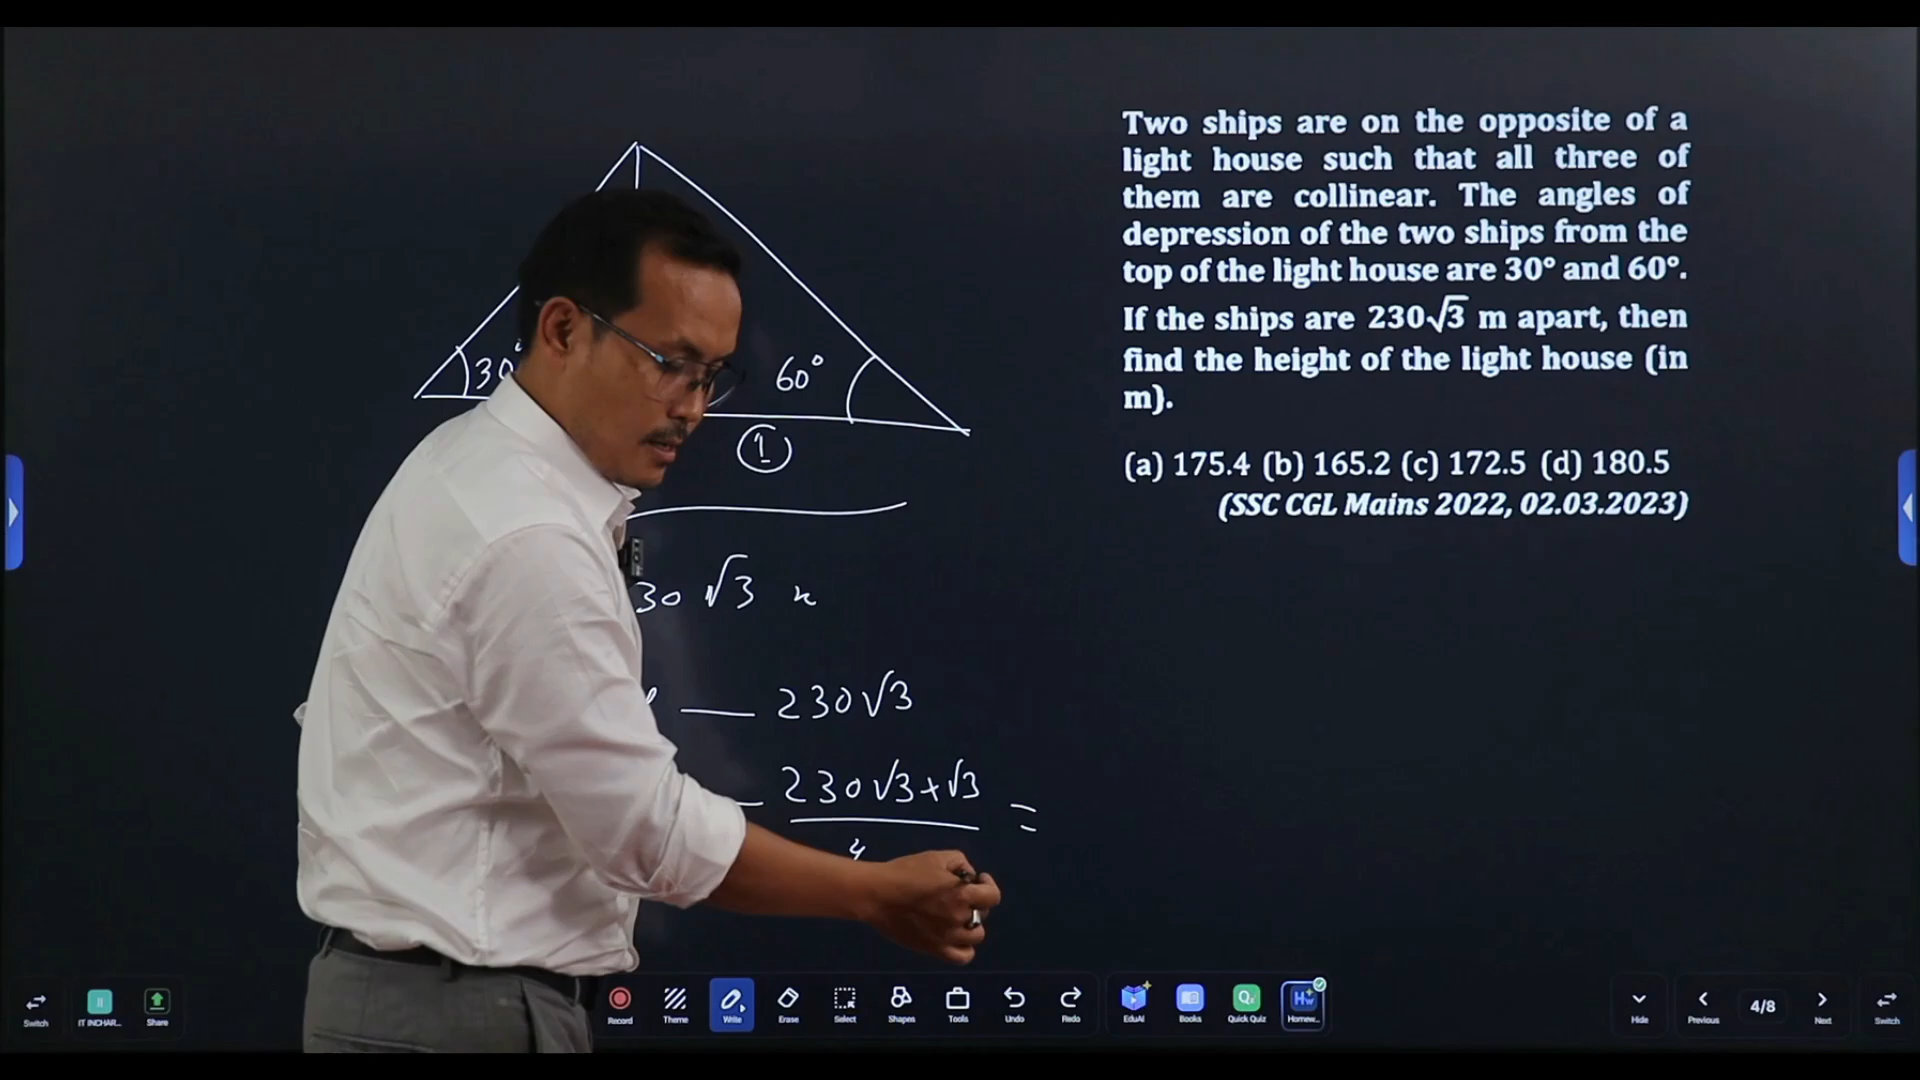 Two ships are on the opposite of a
light house such that all three of
them are collinear. The angles of
depression of the two ships from the
top of the light house are 30° and 60°.
If the ships are 230√3 m apart, then
find the height of the light house (in
m).
(a) 175.4 (b) 165.2 (c) 172.5 (d) 180.5
(SSC CGL Mains 2022, 02.03.2023)
30°
60°
1
30 √3
230√3
230√3×√3
4
=
Switch
II
IT INCHAR...
Share
Record
Theme
Write
Erase
Select
Shapes
Tools
Undo
Redo
EduAI
Books
Quick Quiz
Homew...
Hide
Previous
4/8
Next
Switch